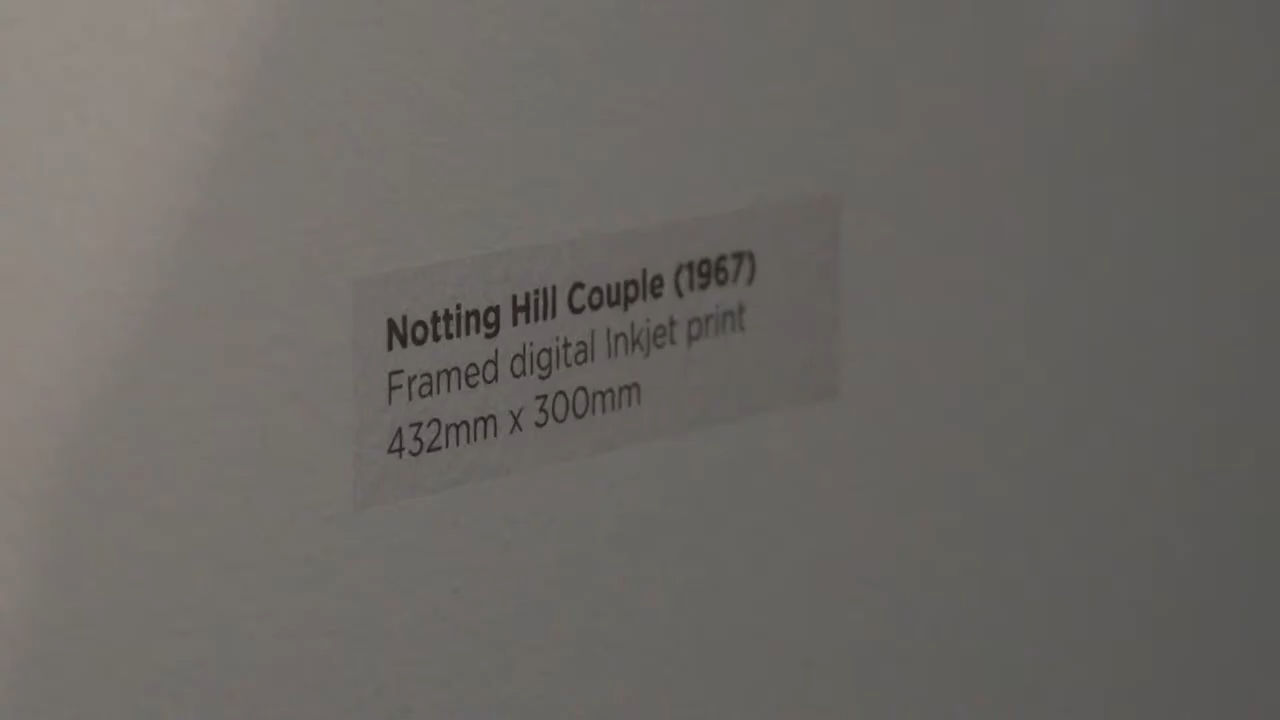 Notting Hill Couple (1967)
Framed digital Inkjet print
432mm x 300mm